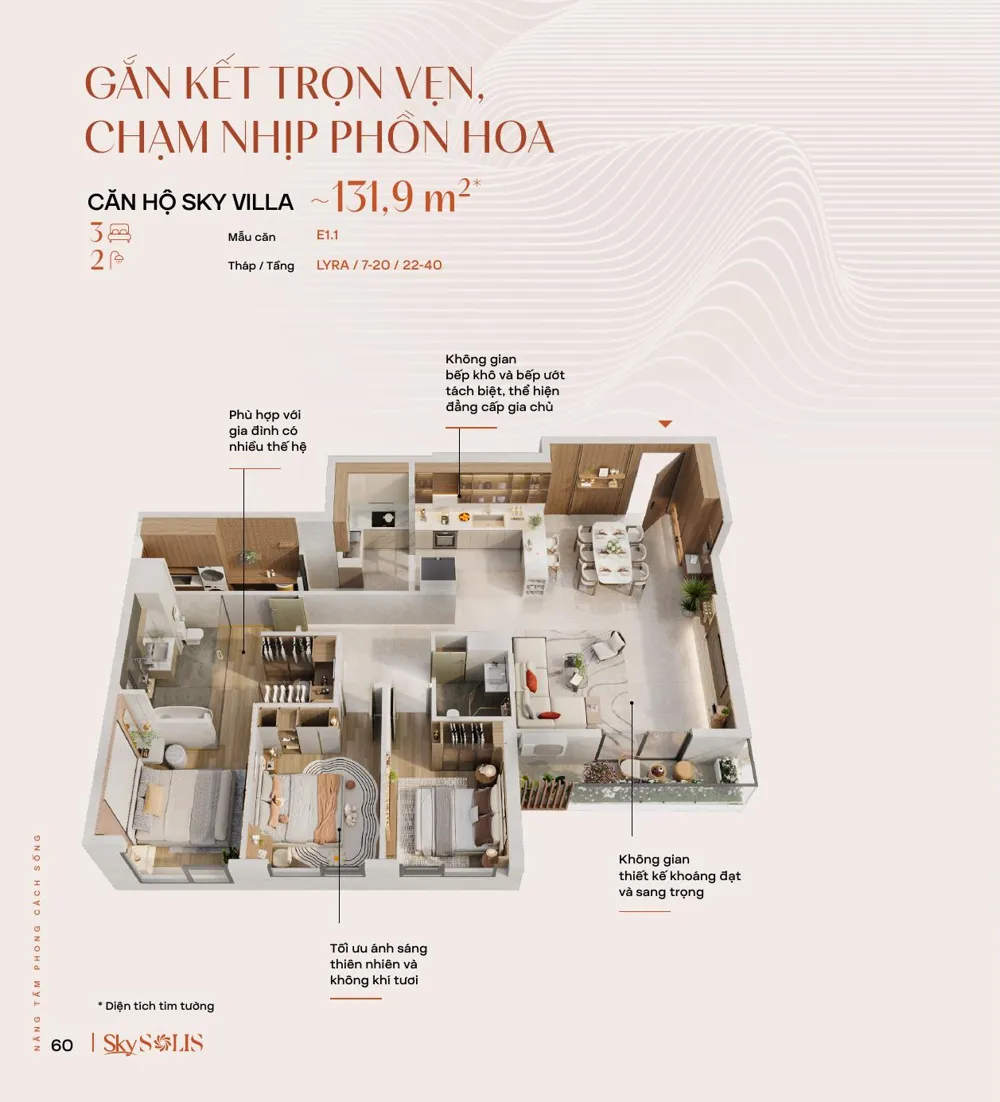 GẮN KẾT TRỌN VẸN,
CHẠM NHỊP PHỒN HOA
CĂN HỘ SKY VILLA ~131,9 m²*
3
2
Mẫu căn E1.1
Tháp / Tầng LYRA / 7-20 / 22-40
Không gian
bếp khô và bếp ướt
tách biệt, thể hiện
đẳng cấp gia chủ
Phù hợp với
gia đình có
nhiều thế hệ
Không gian
thiết kế khoáng đạt
và sang trọng
Tối ưu ánh sáng
thiên nhiên và
không khí tươi
* Diện tích tim tường
NÂNG TẦM PHONG CÁCH SỐNG
60 | Sky SOLIS